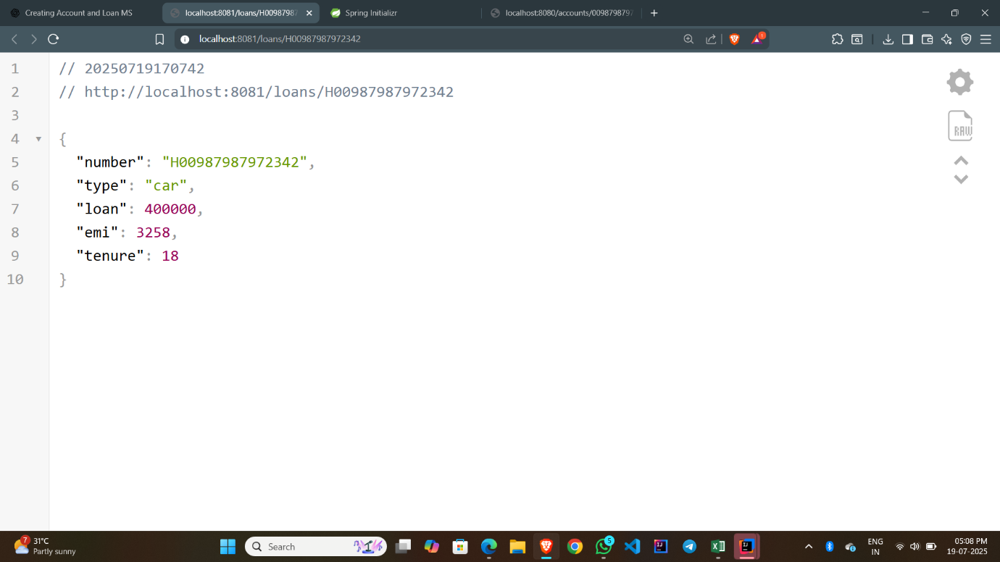 Creating Account and Loan MS
localhost:8081/loans/H00987987
Spring Initializr
localhost:8080/accounts/0098798797
localhost:8081/loans/H00987987972342
1 // 20250719170742
2 // http://localhost:8081/loans/H00987987972342
3
4 {
5 "number": "H00987987972342",
6 "type": "car",
7 "loan": 400000,
8 "emi": 3258,
9 "tenure": 18
10 }
RAW
7
31°C
Partly sunny
Search
5
ENG
IN
05:08 PM
19-07-2025